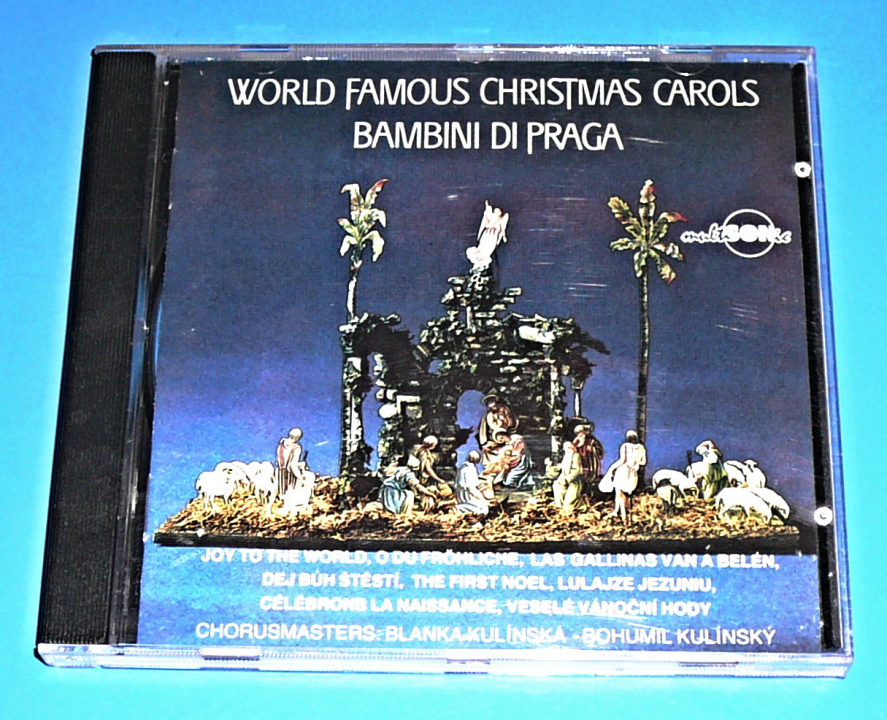 WORLD FAMOUS CHRISTMAS CAROLS
BAMBINI DI PRAGA
multiSONic
JOY TO THE WORLD, O DU FRÖHLICHE, LAS GALLINAS VAN A BELÉN,
DEJ BŮH ŠTĚSTÍ, THE FIRST NOEL, LULAJZE JEZUNIU,
CÉLÉBRONS LA NAISSANCE, VESELÉ VÁNOČNÍ HODY
CHORUSMASTERS: BLANKA KULÍNSKÁ - BOHUMIL KULÍNSKÝ